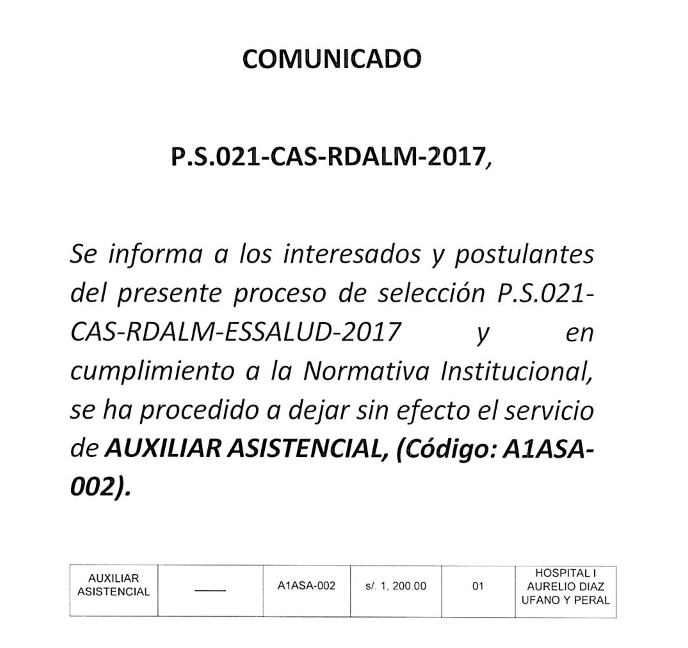 COMUNICADO
P.S.021-CAS-RDALM-2017,
Se informa a los interesados y postulantes
del presente proceso de selección P.S.021-
CAS-RDALM-ESSALUD-2017 y en
cumplimiento a la Normativa Institucional,
se ha procedido a dejar sin efecto el servicio
de AUXILIAR ASISTENCIAL, (Código: A1ASA-
002).
AUXILIAR
ASISTENCIAL
——
A1ASA-002
s/. 1, 200.00
01
HOSPITAL I
AURELIO DIAZ
UFANO Y PERAL